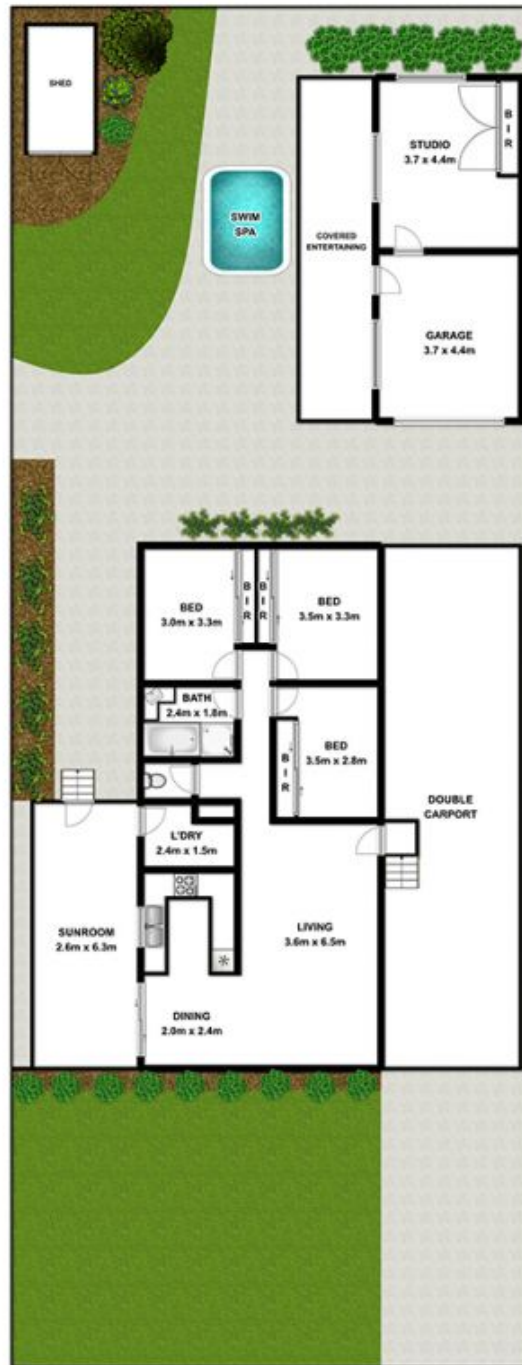 SHED
STUDIO
3.7 x 4.4m
B
I
R
SWIM
SPA
COVERED
ENTERTAINING
GARAGE
3.7 x 4.4m
BED
3.0m x 3.3m
B
I
R
B
I
R
BED
3.5m x 3.3m
BATH
2.4m x 1.8m
BED
3.5m x 2.8m
B
I
R
DOUBLE
CARPORT
L'DRY
2.4m x 1.5m
SUNROOM
2.6m x 6.3m
LIVING
3.6m x 6.5m
DINING
2.0m x 2.4m